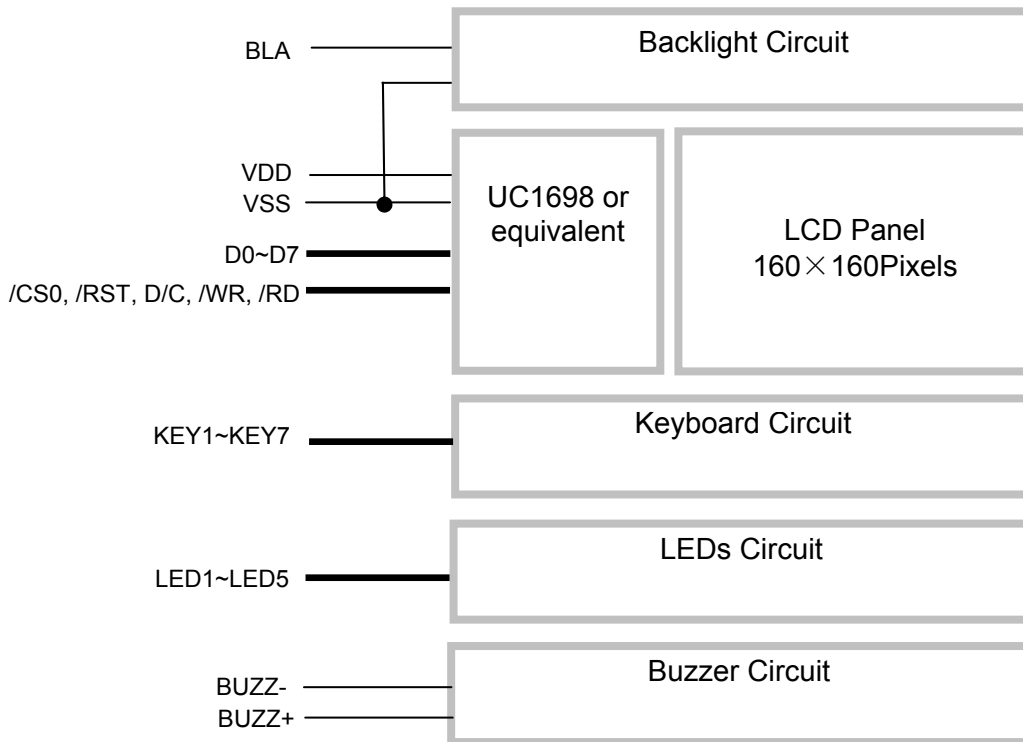 BLA
Backlight Circuit
VDD
VSS
D0~D7
/CS0, /RST, D/C, /WR, /RD
UC1698 or
equivalent
LCD Panel
160×160Pixels
KEY1~KEY7
Keyboard Circuit
LED1~LED5
LEDs Circuit
BUZZ-
BUZZ+
Buzzer Circuit